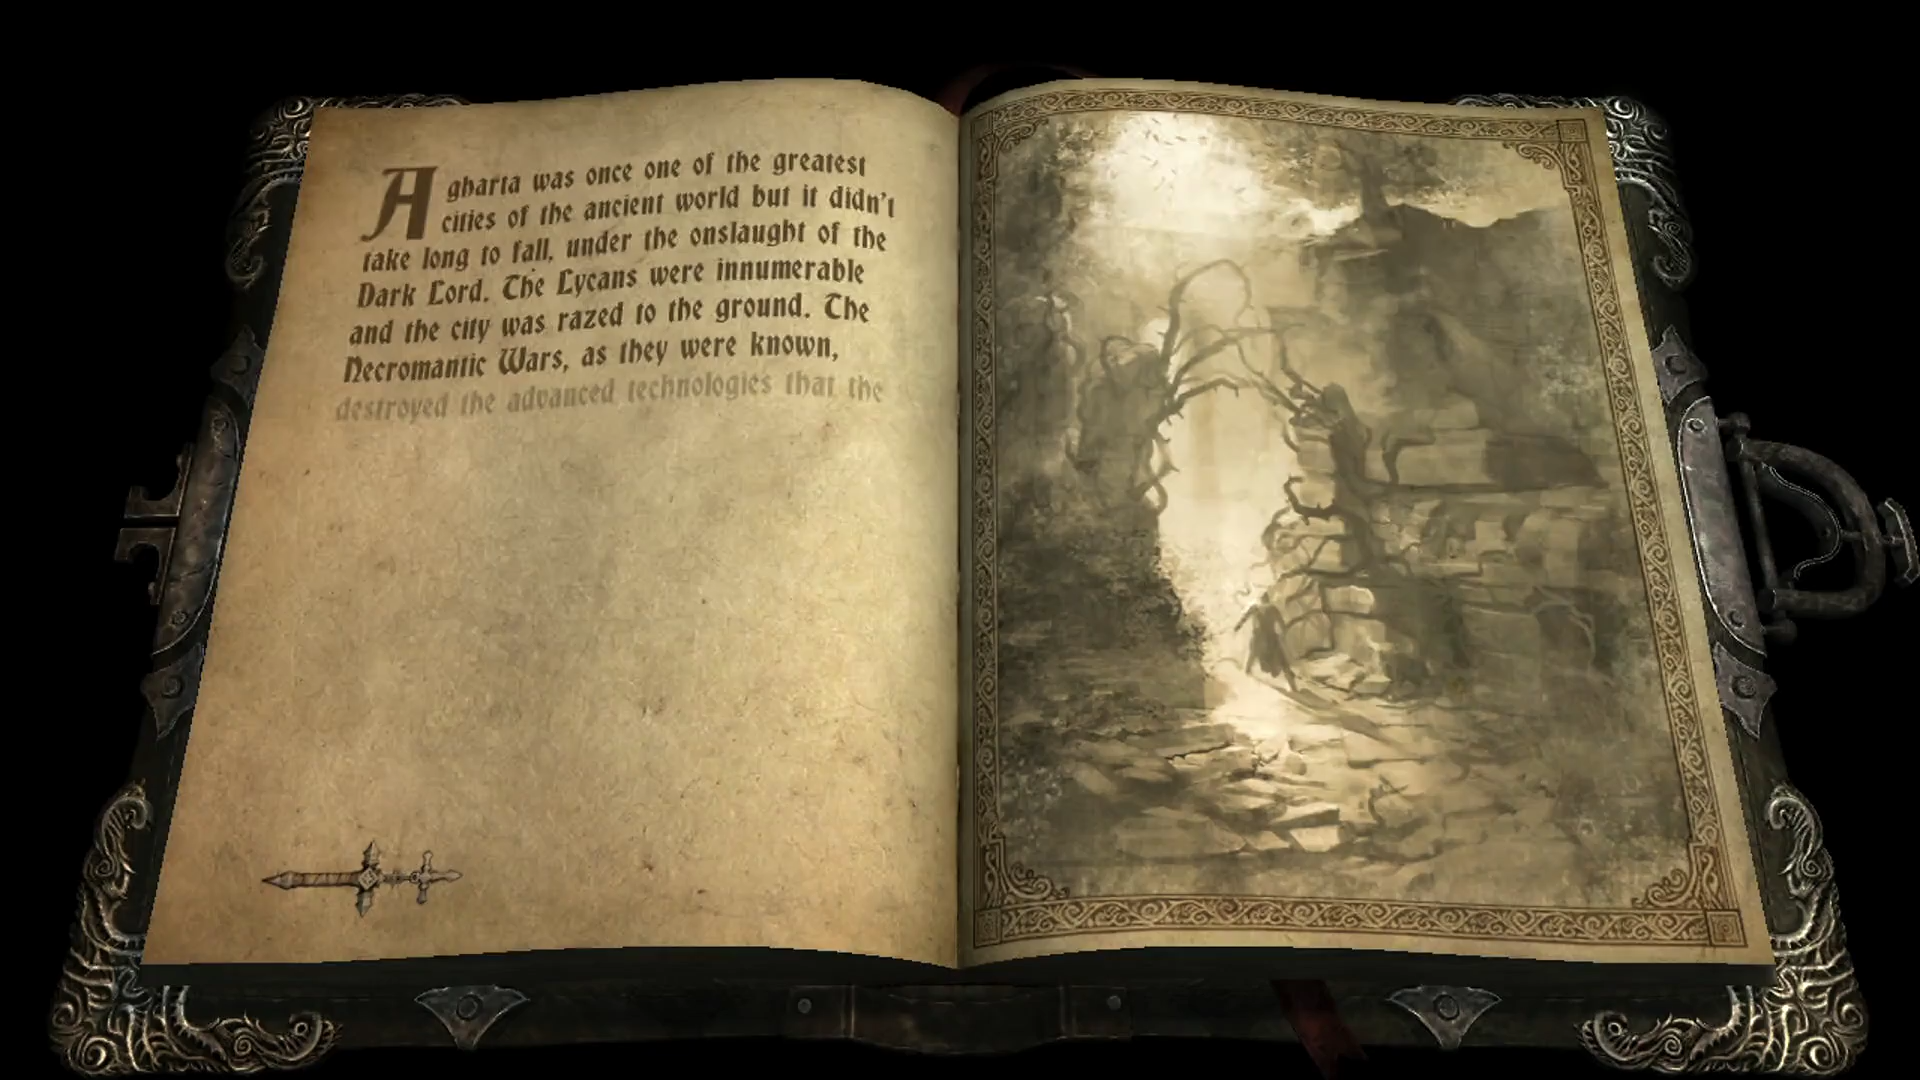 Agharta was once one of the greatest
cities of the ancient world but it didn't
take long to fall, under the onslaught of the
Dark Lord. The Lycans were innumerable
and the city was razed to the ground. The
Necromantic Wars, as they were known,
destroyed the advanced technologies that the